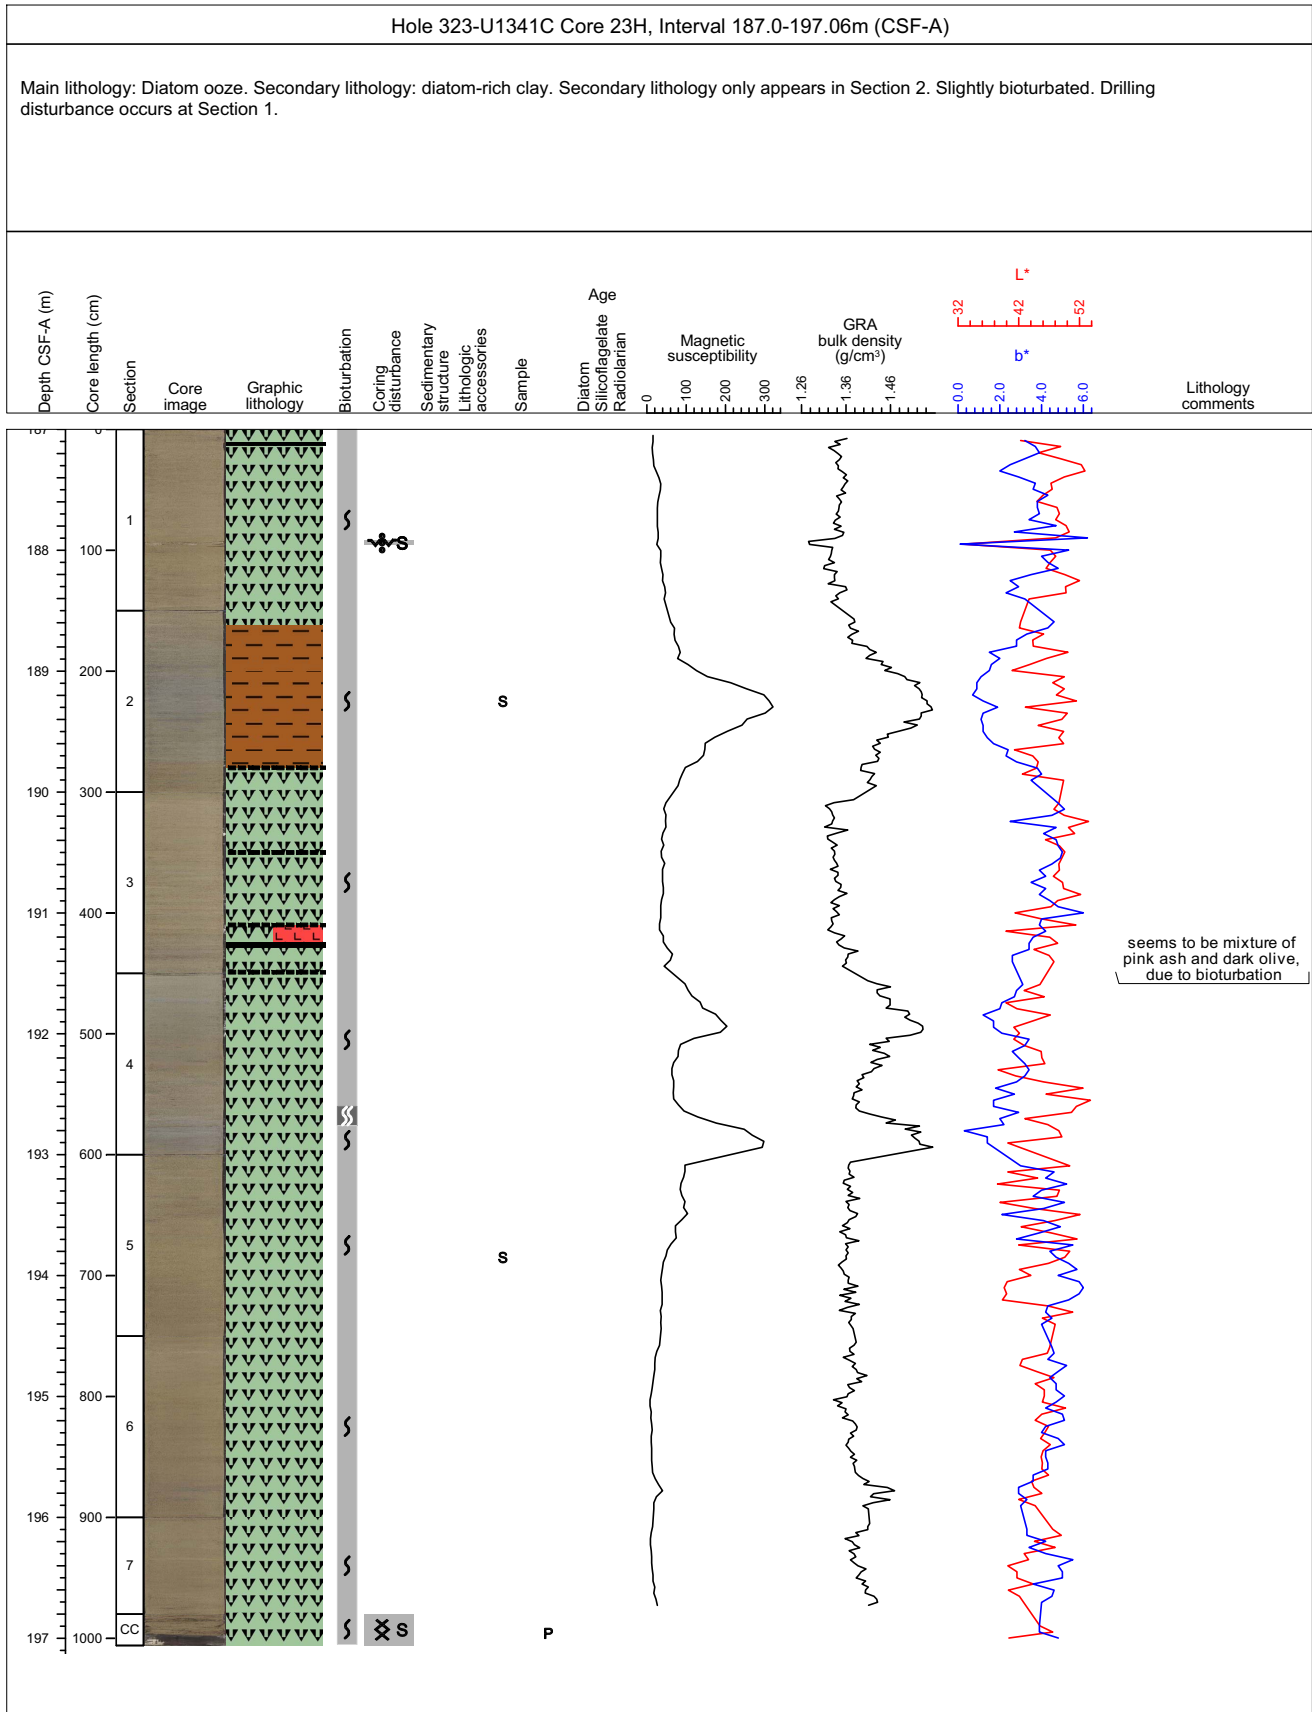 Hole 323-U1341C Core 23H, Interval 187.0-197.06m (CSF-A)
Main lithology: Diatom ooze. Secondary lithology: diatom-rich clay. Secondary lithology only appears in Section 2. Slightly bioturbated. Drilling
disturbance occurs at Section 1.
Depth CSF-A (m)
Core length (cm)
Section
Core
image
Graphic
lithology
Bioturbation
Coring
disturbance
Sedimentary
structure
Lithologic
accessories
Sample
Age
Diatom
Silicoflagelate
Radiolarian
Magnetic
susceptibility
0
100
200
300
GRA
bulk density
(g/cm³)
1.26
1.36
1.46
L*
32
42
52
b*
0.0
2.0
4.0
6.0
Lithology
comments
187
0
1
S
188
100
189
200
2
S
190
300
3
191
400
seems to be mixture of
pink ash and dark olive,
due to bioturbation
192
500
4
193
600
5
S
194
700
195
800
6
196
900
7
CC
S
P
197
1000